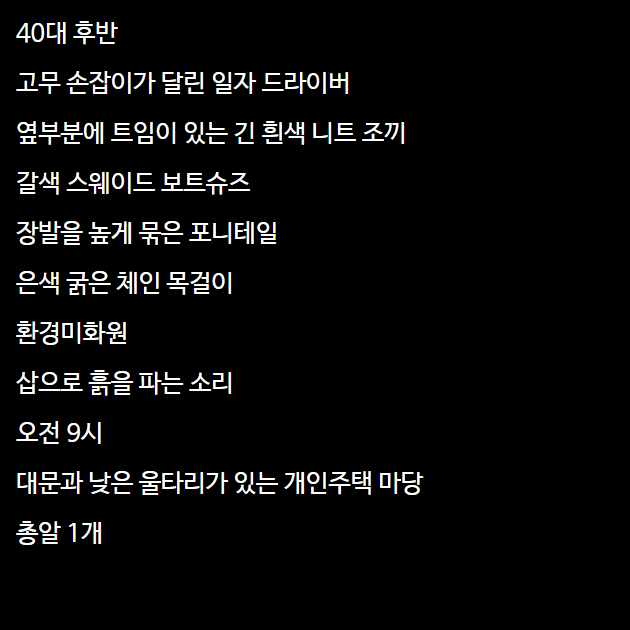 40대 후반
고무 손잡이가 달린 일자 드라이버
옆부분에 트임이 있는 긴 흰색 니트 조끼
갈색 스웨이드 보트슈즈
장발을 높게 묶은 포니테일
은색 굵은 체인 목걸이
환경미화원
삽으로 흙을 파는 소리
오전 9시
대문과 낮은 울타리가 있는 개인주택 마당
총알 1개